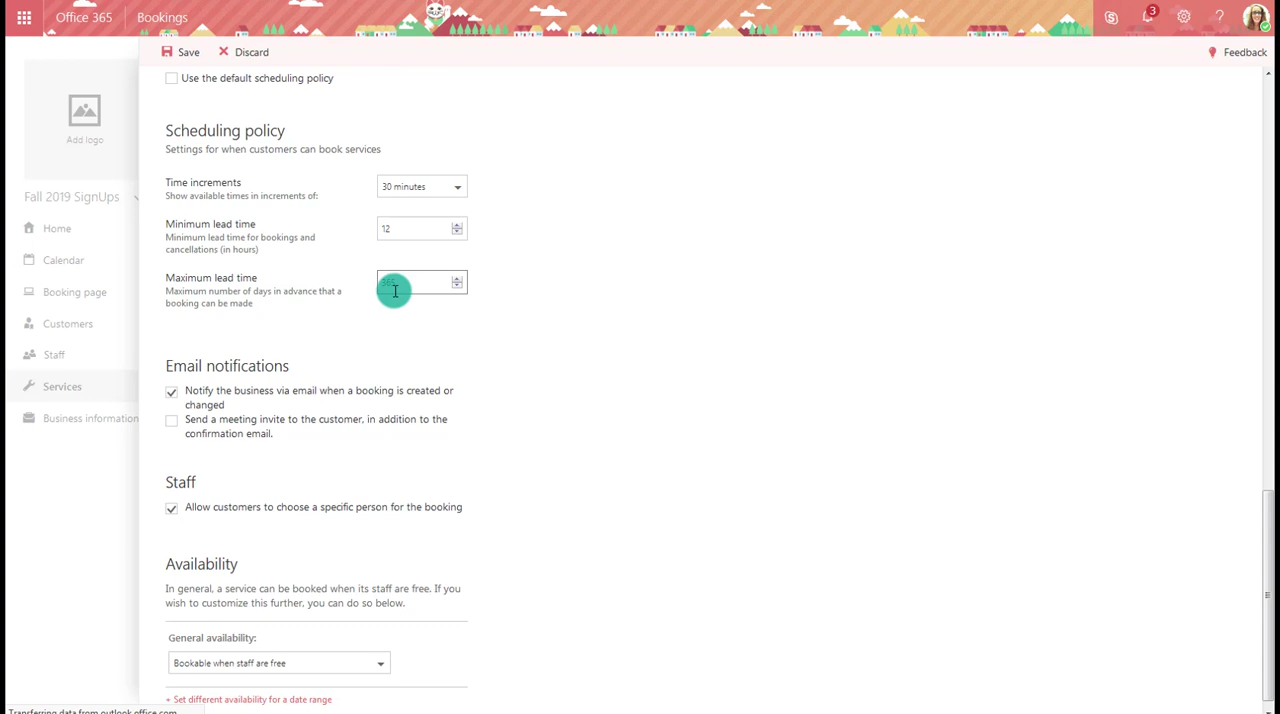 Office 365
Bookings
3
?
Save
Discard
Feedback
Add logo
Fall 2019 SignUps
Home
Calendar
Booking page
Customers
Staff
Services
Business information
Use the default scheduling policy
Scheduling policy
Settings for when customers can book services
Time increments
Show available times in increments of:
30 minutes
Minimum lead time
Minimum lead time for bookings and
cancellations (in hours)
12
Maximum lead time
Maximum number of days in advance that a
booking can be made
365
Email notifications
Notify the business via email when a booking is created or
changed
Send a meeting invite to the customer, in addition to the
confirmation email.
Staff
Allow customers to choose a specific person for the booking
Availability
In general, a service can be booked when its staff are free. If you
wish to customize this further, you can do so below.
General availability:
Bookable when staff are free
+ Set different availability for a date range
Transferring data from outlook.office.com...